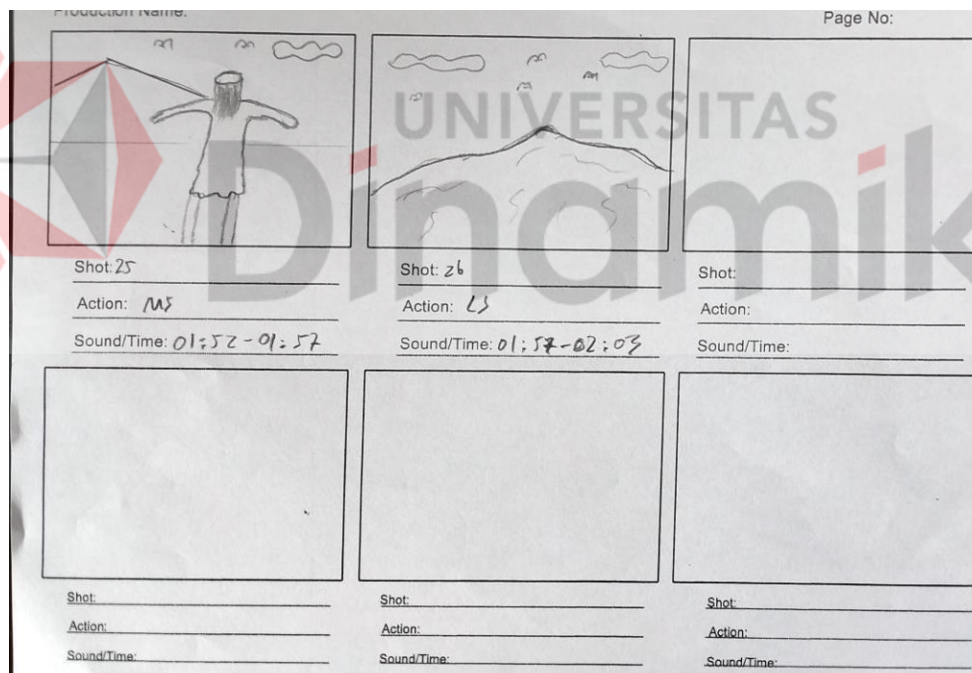 Production Name:
Page No:
UNIVERSITAS
Dinamika
Shot: 25
Action: MS
Sound/Time: 01:52-01:57
Shot: 26
Action: LS
Sound/Time: 01:57-02:03
Shot:
Action:
Sound/Time:
Shot:
Action:
Sound/Time:
Shot:
Action:
Sound/Time:
Shot:
Action:
Sound/Time: